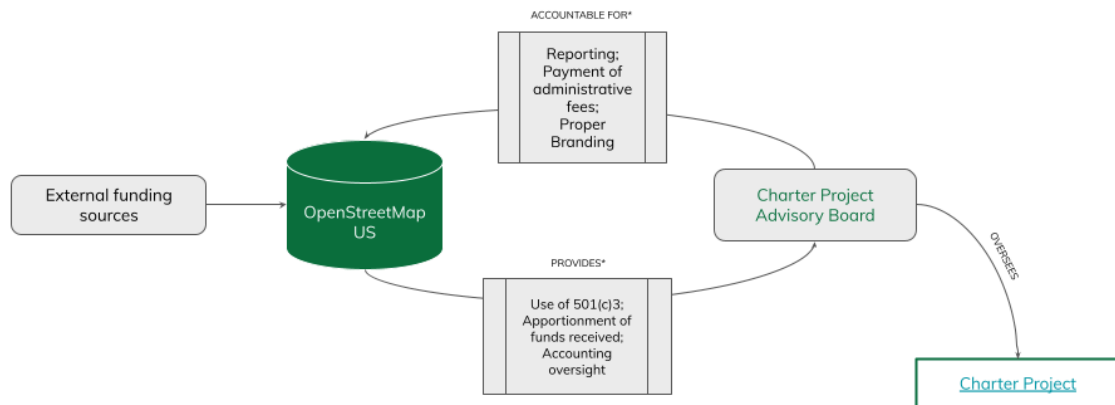 ACCOUNTABLE FOR*
Reporting;
Payment of
administrative
fees;
Proper
Branding
External funding
sources
OpenStreetMap
US
Charter Project
Advisory Board
OVERSEES
PROVIDES*
Use of 501(c)3;
Apportionment of
funds received;
Accounting
oversight
Charter Project